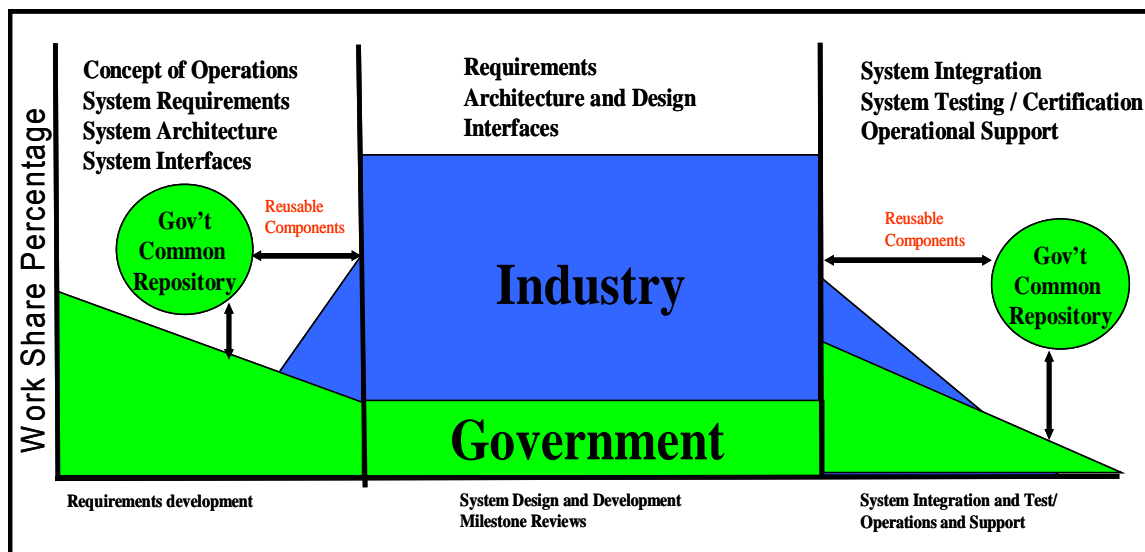 Work Share Percentage
Concept of Operations
System Requirements
System Architecture
System Interfaces
Gov't
Common
Repository
Reusable
Components
Requirements
Architecture and Design
Interfaces
Industry
Government
System Integration
System Testing / Certification
Operational Support
Reusable
Components
Gov't
Common
Repository
Requirements development
System Design and Development
Milestone Reviews
System Integration and Test/
Operations and Support